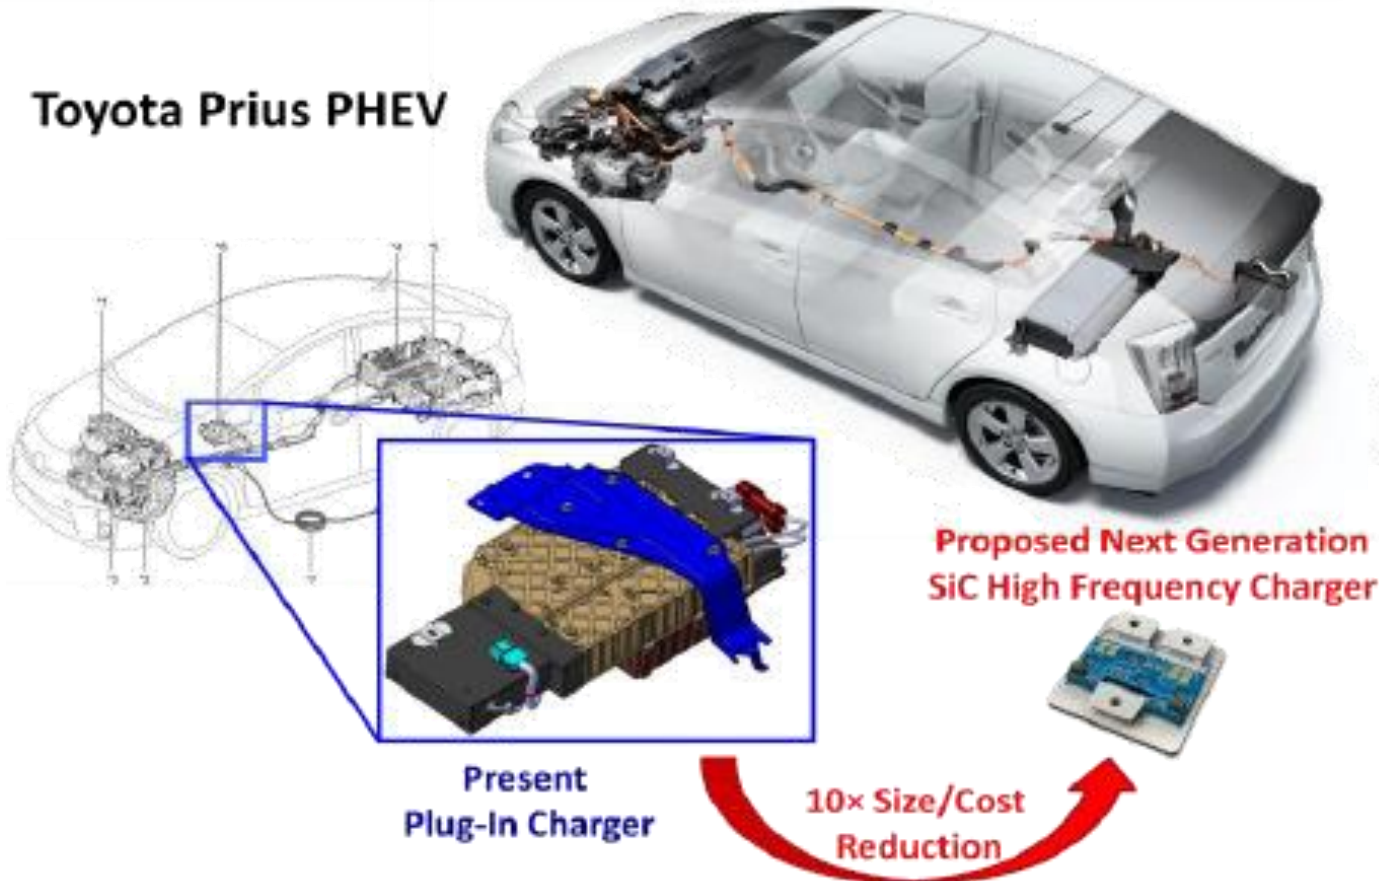 Toyota Prius PHEV
Proposed Next Generation
SiC High Frequency Charger
Present
Plug-In Charger
10× Size/Cost
Reduction